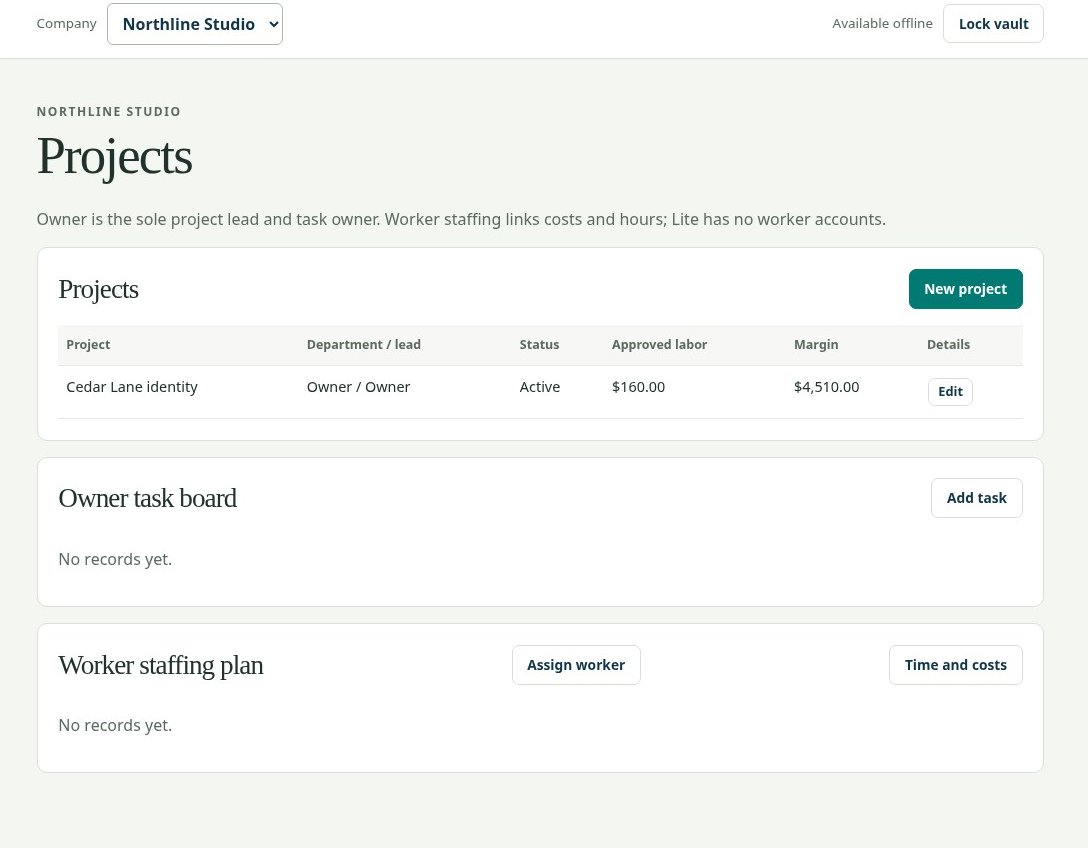 Company Northline Studio Available offline Lock vault
NORTHLINE STUDIO
Projects
Owner is the sole project lead and task owner. Worker staffing links costs and hours; Lite has no worker accounts.
Projects New project
Project Department / lead Status Approved labor Margin Details
Cedar Lane identity Owner / Owner Active $160.00 $4,510.00 Edit
Owner task board Add task
No records yet.
Worker staffing plan Assign worker Time and costs
No records yet.